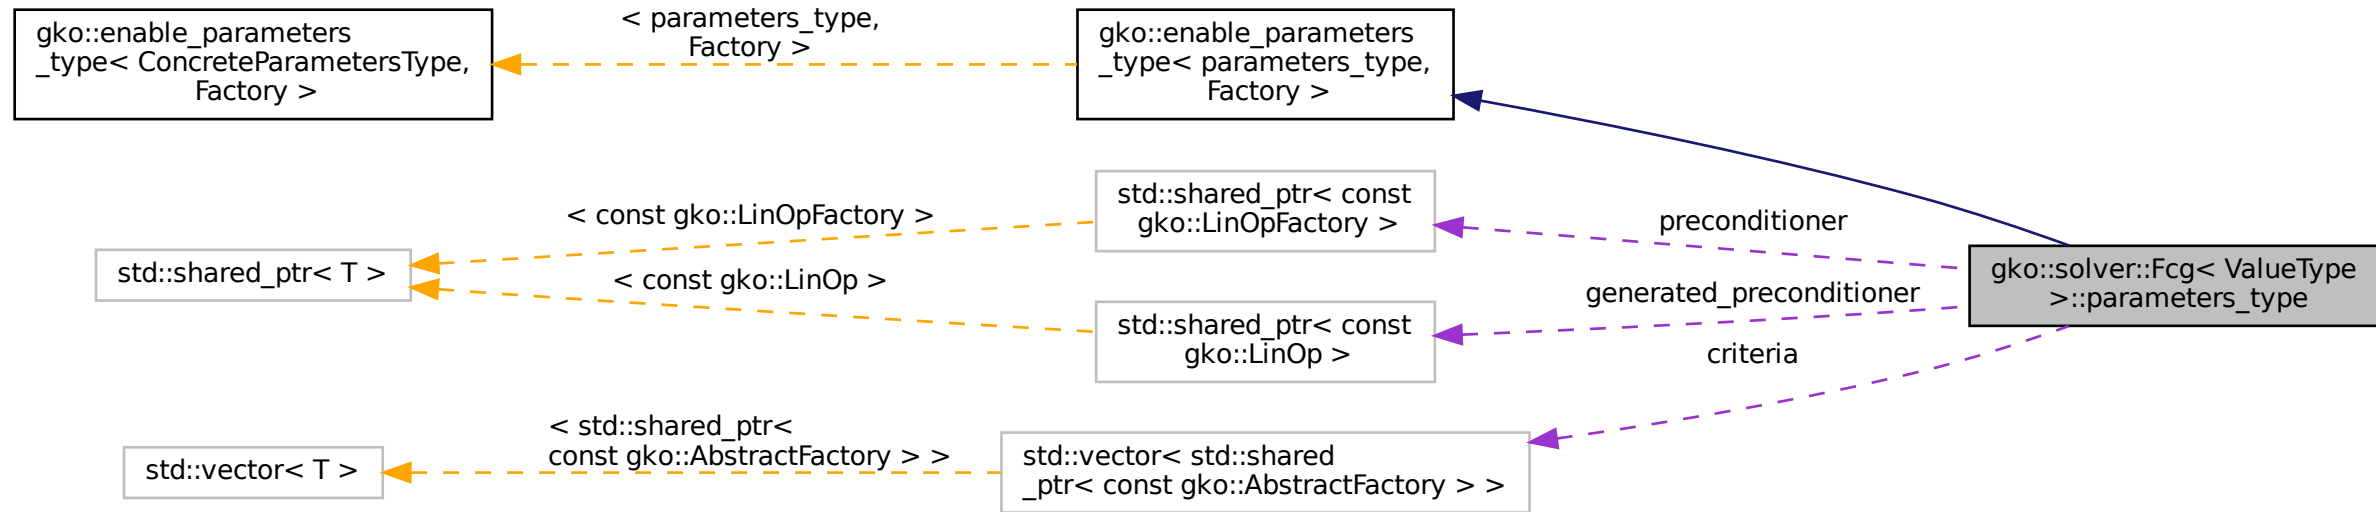 gko::enable_parameters
_type< ConcreteParametersType,
Factory >
< parameters_type,
Factory >
gko::enable_parameters
_type< parameters_type,
Factory >
std::shared_ptr< T >
< const gko::LinOpFactory >
< const gko::LinOp >
std::shared_ptr< const
gko::LinOpFactory >
std::shared_ptr< const
gko::LinOp >
preconditioner
generated_preconditioner
criteria
gko::solver::Fcg< ValueType
>::parameters_type
std::vector< T >
< std::shared_ptr<
const gko::AbstractFactory > >
std::vector< std::shared
_ptr< const gko::AbstractFactory > >